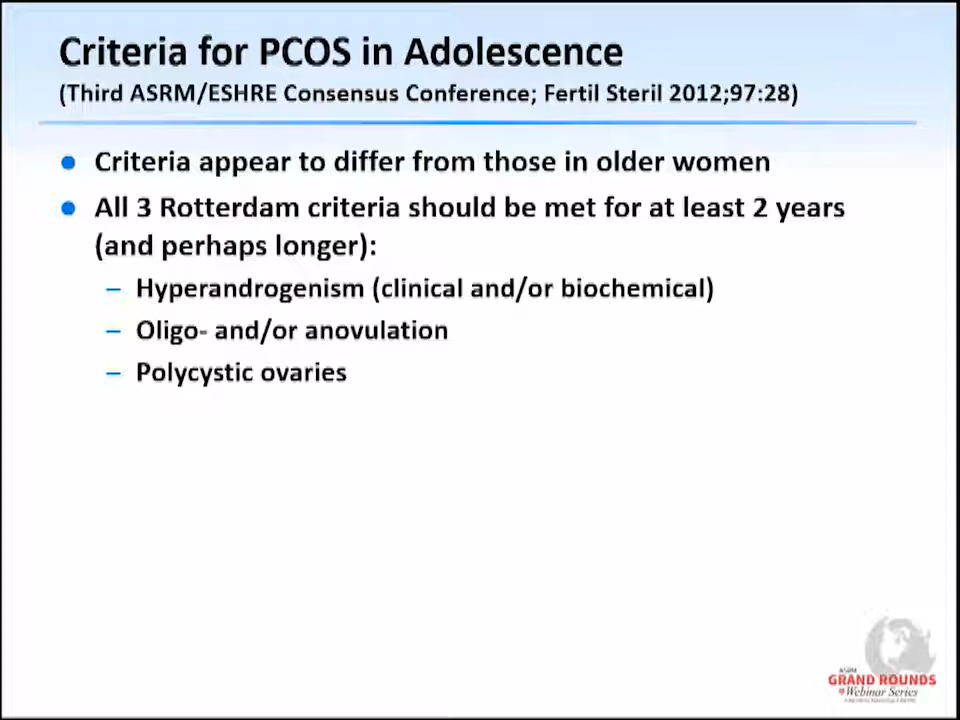 Criteria for PCOS in Adolescence
(Third ASRM/ESHRE Consensus Conference; Fertil Steril 2012;97:28)
• Criteria appear to differ from those in older women
• All 3 Rotterdam criteria should be met for at least 2 years
(and perhaps longer):
– Hyperandrogenism (clinical and/or biochemical)
– Oligo- and/or anovulation
– Polycystic ovaries
ASRM
GRAND ROUNDS
Webinar Series